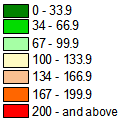 0 - 33.9
34 - 66.9
67 - 99.9
100 - 133.9
134 - 166.9
167 - 199.9
200 - and above